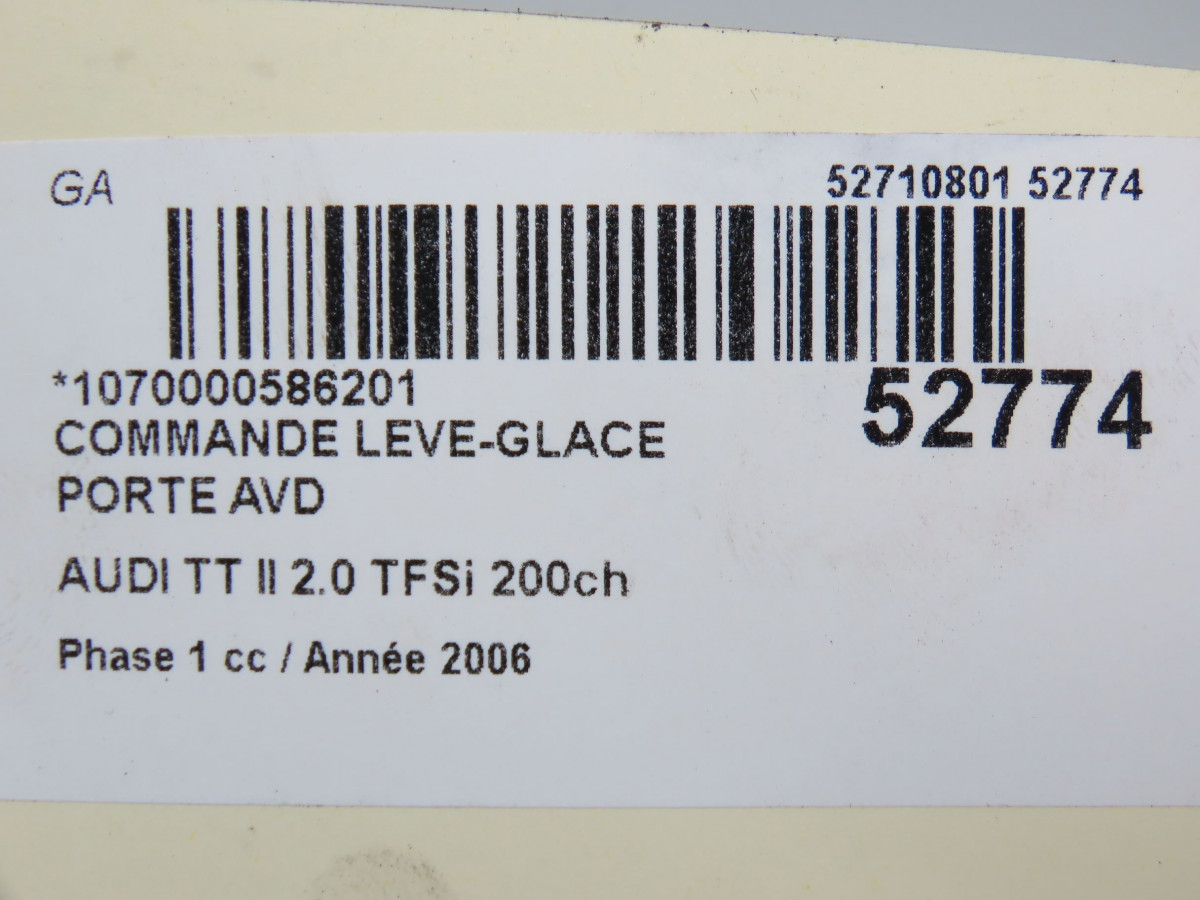 GA
52710801 52774
*1070000586201
52774
COMMANDE LEVE-GLACE
PORTE AVD
AUDI TT II 2.0 TFSi 200ch
Phase 1 cc / Année 2006